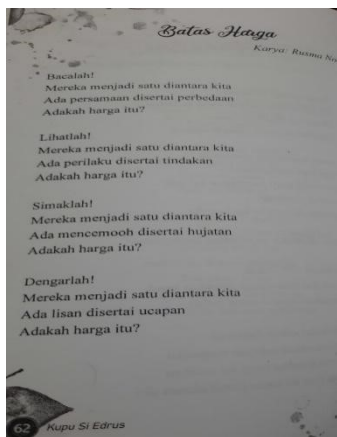 Batas Harga
Karya: Rusma
Bacalah!
Mereka menjadi satu diantara kita
Ada persamaan disertai perbedaan
Adakah harga itu?
Lihatlah!
Mereka menjadi satu diantara kita
Ada perilaku disertai tindakan
Adakah harga itu?
Simaklah!
Mereka menjadi satu diantara kita
Ada mencemooh disertai hujatan
Adakah harga itu?
Dengarlah!
Mereka menjadi satu diantara kita
Ada lisan disertai ucapan
Adakah harga itu?
62 Kupu Si Edrus